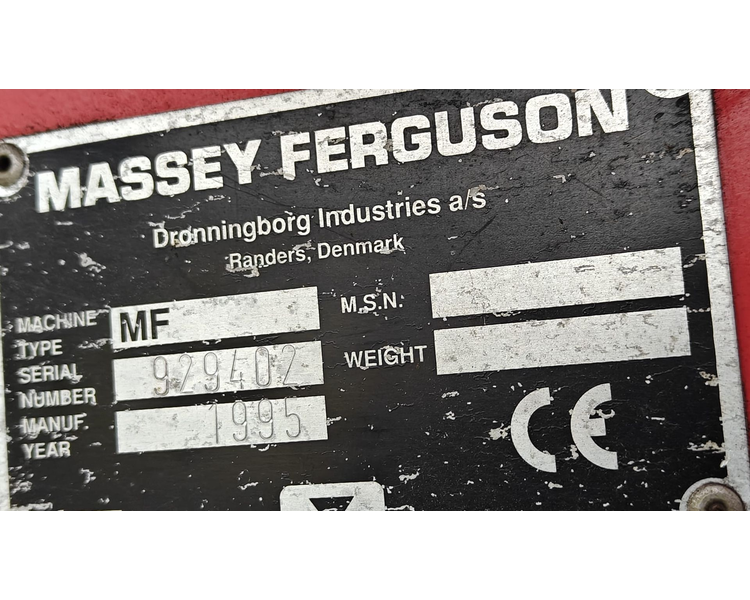 MASSEY FERGUSON
Dronningborg Industries a/s
Randers, Denmark
MACHINE TYPE MF
SERIAL NUMBER 929402
MANUF. YEAR 1995
M.S.N.
WEIGHT
CE